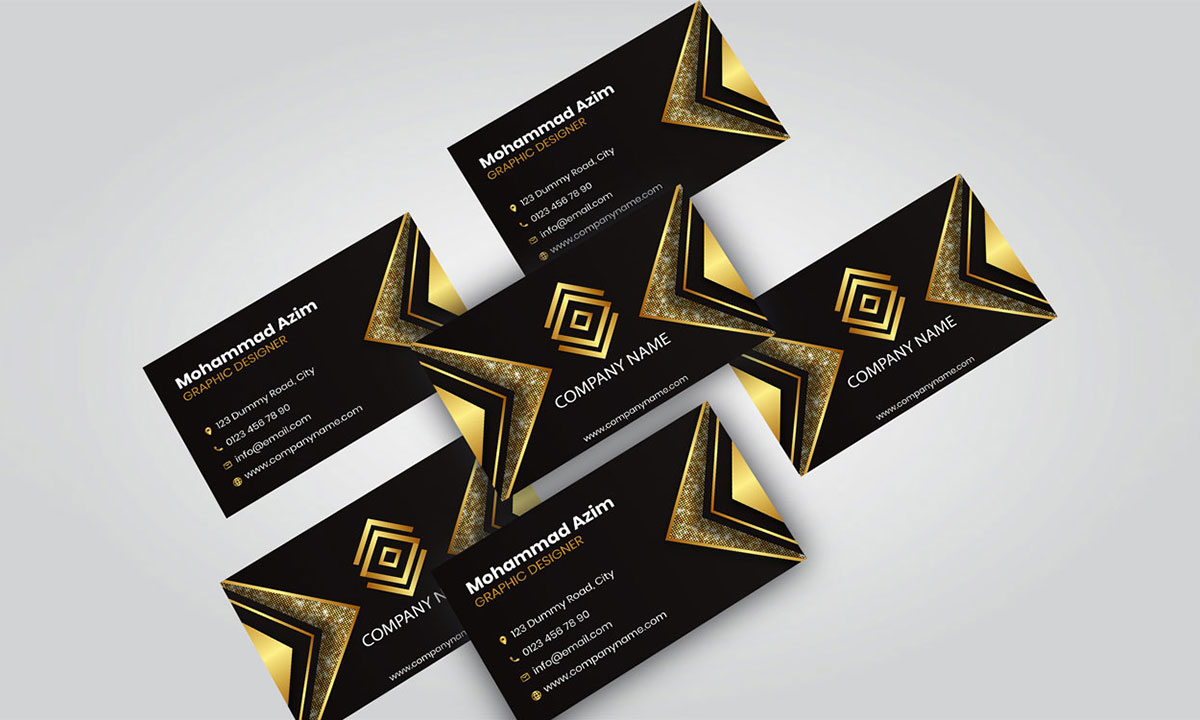 Mohammad Azim
GRAPHIC DESIGNER
123 Dummy Road, City
0123 456 78 90
info@email.com
www.companyname.com
Mohammad Azim
GRAPHIC DESIGNER
123 Dummy Road, City
0123 456 78 90
info@email.com
www.companyname.com
COMPANY NAME
www.companyname.com
COMPANY NAME
www.companyname.com
COMPANY N
www.companyname
Mohammad Azim
GRAPHIC DESIGNER
123 Dummy Road, City
0123 456 78 90
info@email.com
www.companyname.com